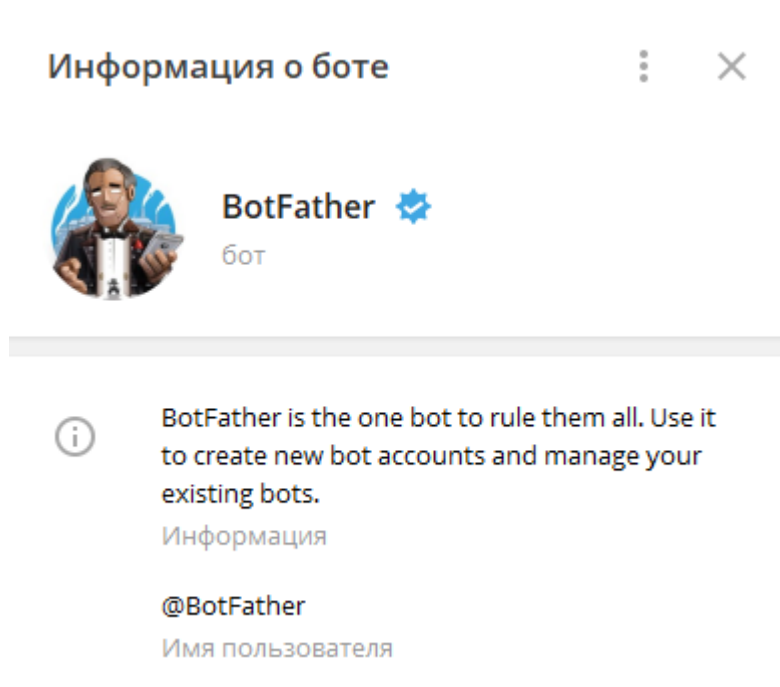 Информация о боте
BotFather
бот
BotFather is the one bot to rule them all. Use it
to create new bot accounts and manage your
existing bots.
Информация
@BotFather
Имя пользователя